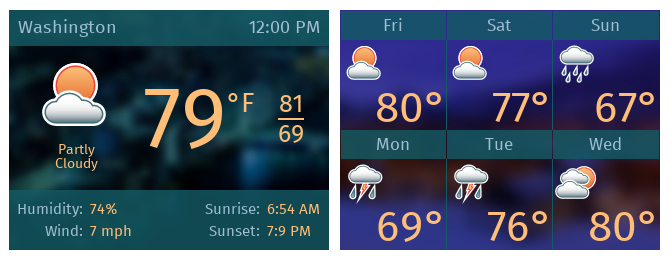 Washington 12:00 PM
79°F
81
69
Partly
Cloudy
Humidity: 74% Sunrise: 6:54 AM
Wind: 7 mph Sunset: 7:9 PM
Fri Sat Sun
80° 77° 67°
Mon Tue Wed
69° 76° 80°